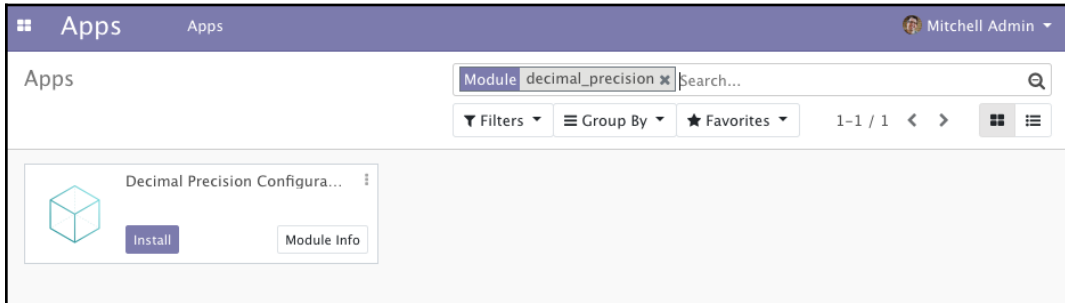 Apps Apps Mitchell Admin
Apps Module decimal_precision Search...
Filters Group By Favorites 1-1 / 1
Decimal Precision Configura...
Install Module Info